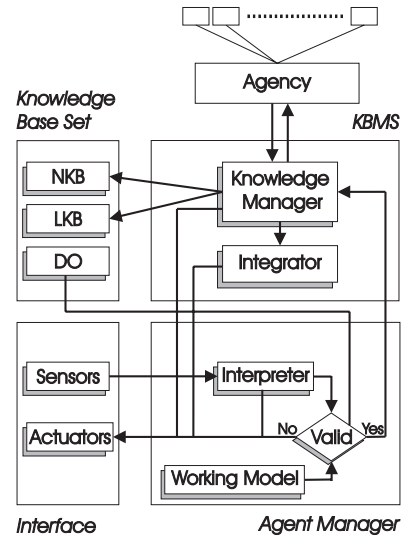 Agency
Knowledge
Base Set
KBMS
NKB
LKB
DO
Knowledge
Manager
Integrator
Sensors
Interpreter
Actuators
No
Valid
Yes
Working Model
Interface
Agent Manager